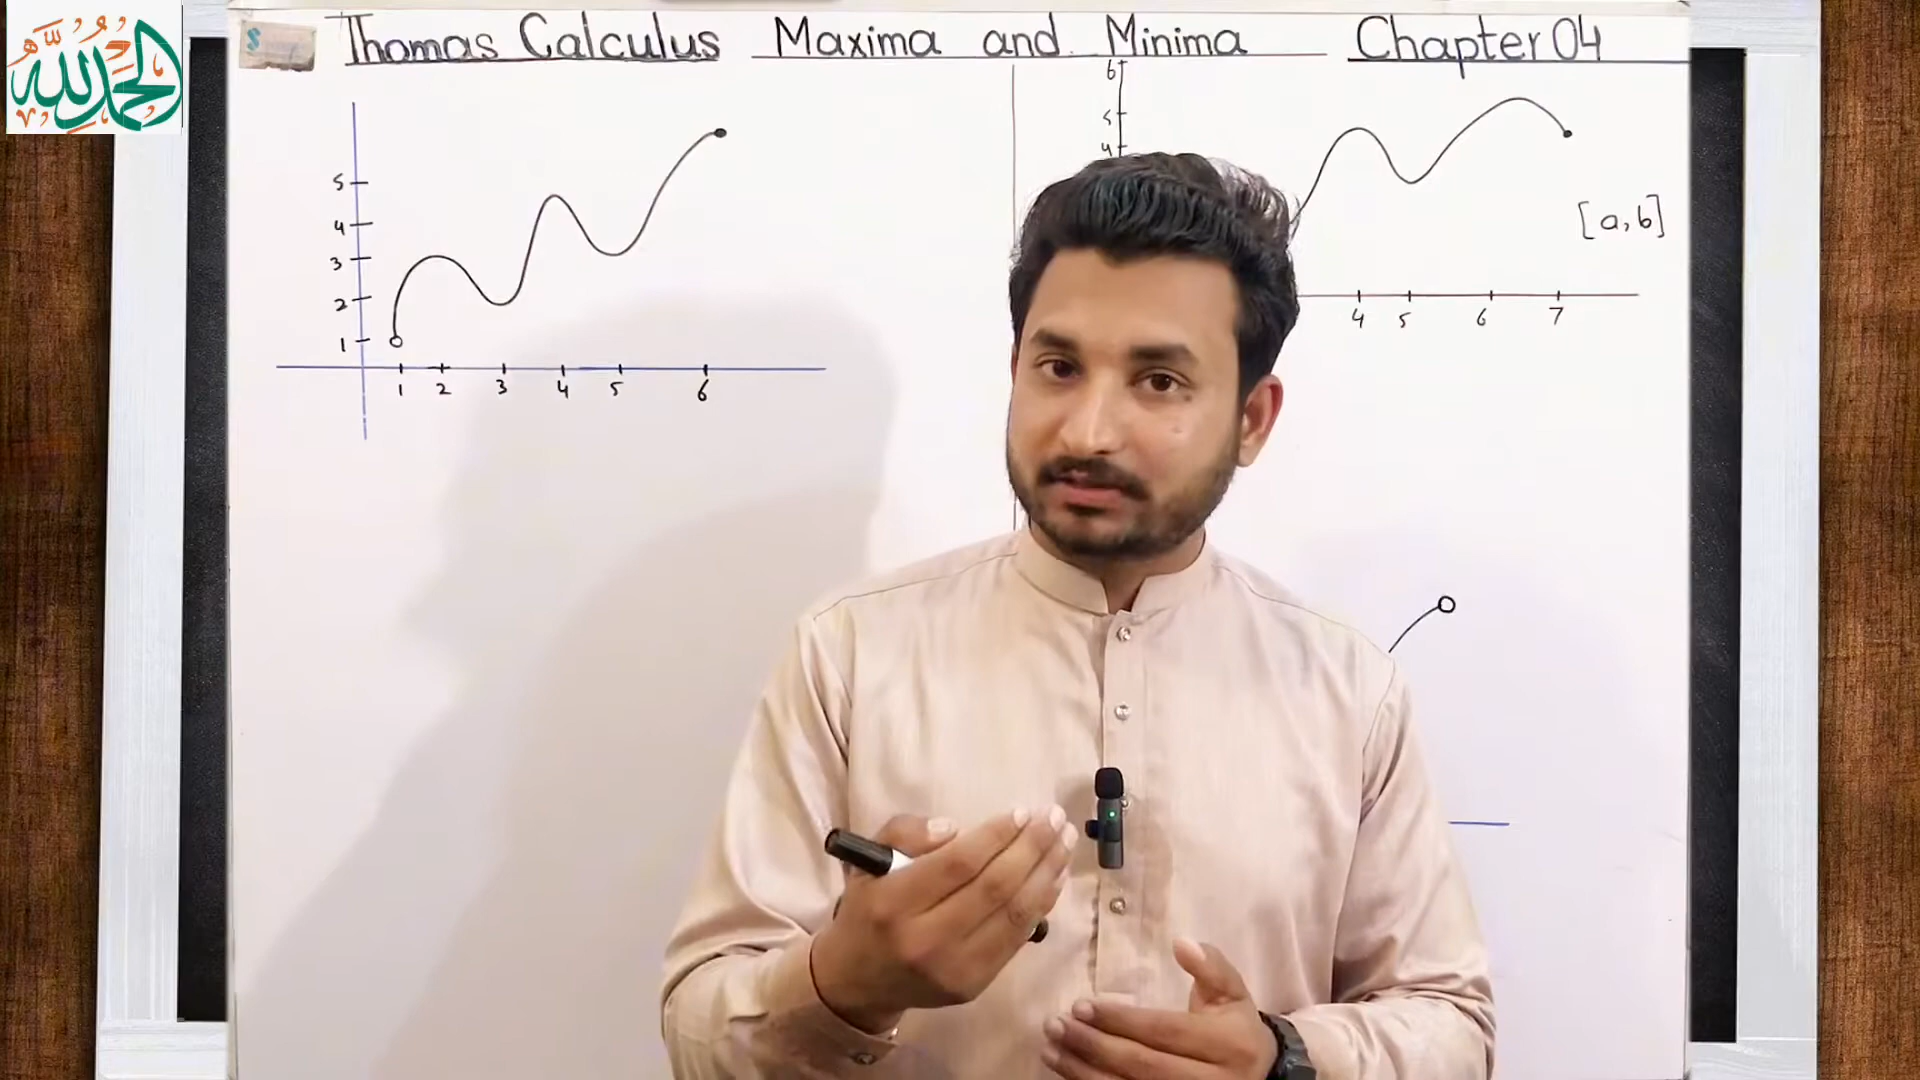 الحمد لله
Thomas Calculus Maxima and Minima Chapter 04
5
4
3
2
1
1 2 3 4 5 6
6
5
4
[a,b]
4 5 6 7